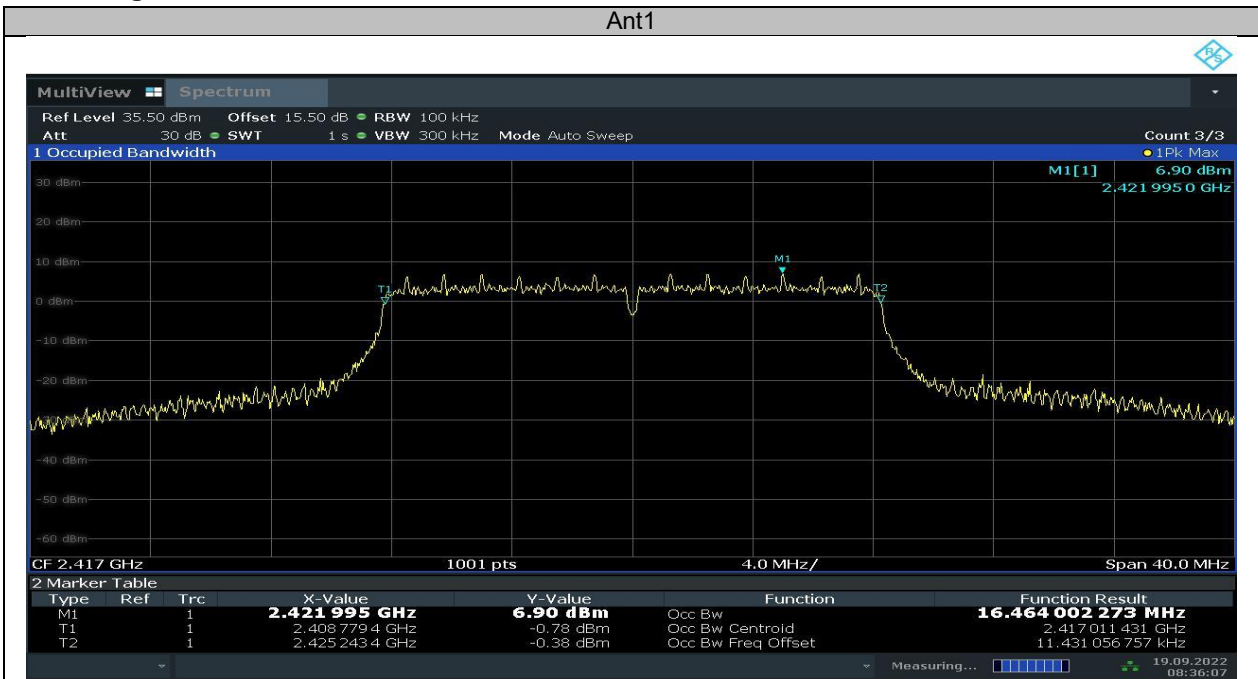 Ant1
R S
MultiView Spectrum
Ref Level 35.50 dBm Offset 15.50 dB RBW 100 kHz
Att 30 dB SWT 1 s VBW 300 kHz Mode Auto Sweep Count 3/3
1 Occupied Bandwidth 1Pk Max
M1[1] 6.90 dBm
2.421 995 0 GHz
30 dBm
20 dBm
10 dBm
M1
T1 T2
0 dBm
-10 dBm
-20 dBm
-30 dBm
-40 dBm
-50 dBm
-60 dBm
CF 2.417 GHz 1001 pts 4.0 MHz/ Span 40.0 MHz
2 Marker Table
Type Ref Trc X-Value Y-Value Function Function Result
M1 1 2.421 995 GHz 6.90 dBm Occ Bw 16.464 002 273 MHz
T1 1 2.408 779 4 GHz -0.78 dBm Occ Bw Centroid 2.417 011 431 GHz
T2 1 2.425 243 4 GHz -0.38 dBm Occ Bw Freq Offset 11.431 056 757 kHz
Measuring... 19.09.2022
08:36:07